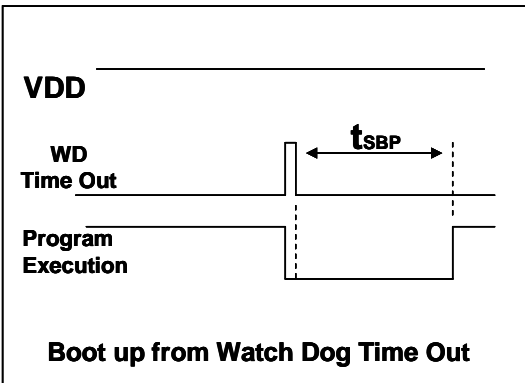 VDD
tSBP
WD
Time Out
Program
Execution
Boot up from Watch Dog Time Out